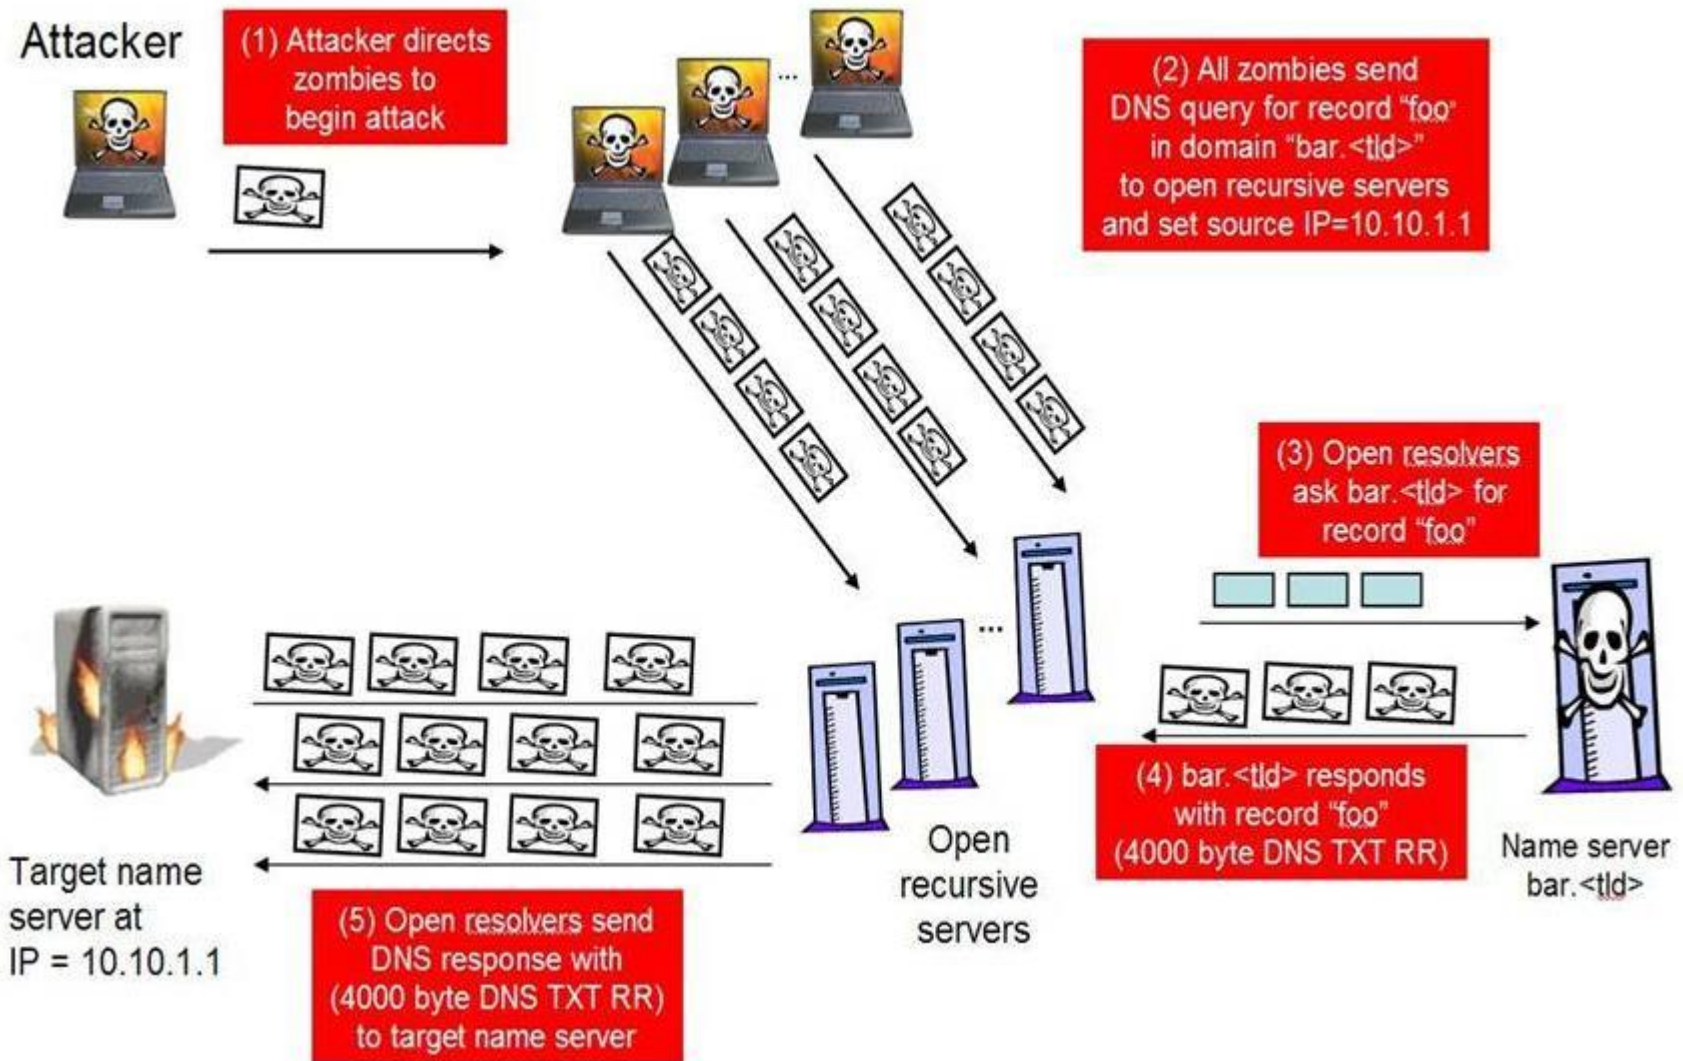 Attacker
(1) Attacker directs
zombies to
begin attack
...
(2) All zombies send
DNS query for record “foo”
in domain “bar.<tld>”
to open recursive servers
and set source IP=10.10.1.1
(3) Open resolvers
ask bar.<tld> for
record “foo”
...
(4) bar.<tld> responds
with record “foo”
(4000 byte DNS TXT RR)
Name server
bar.<tld>
Open
recursive
servers
Target name
server at
IP = 10.10.1.1
(5) Open resolvers send
DNS response with
(4000 byte DNS TXT RR)
to target name server